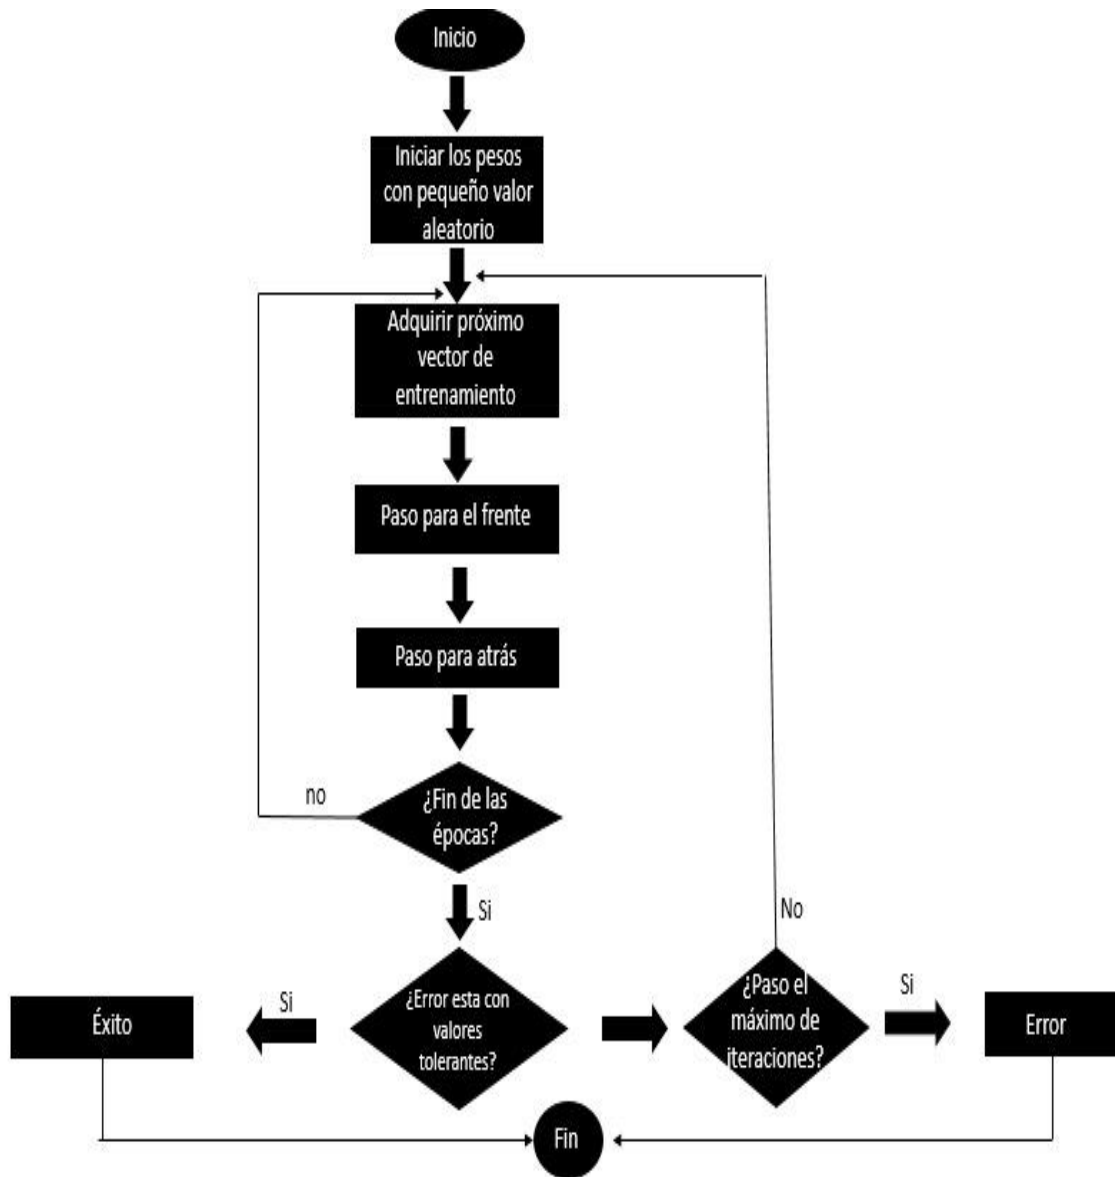 Inicio
Iniciar los pesos
con pequeño valor
aleatorio
Adquirir próximo
vector de
entrenamiento
Paso para el frente
Paso para atrás
no
¿Fin de las
épocas?
Si
No
Éxito
Si
¿Error esta con
valores
tolerantes?
¿Paso el
máximo de
iteraciones?
Si
Error
Fin